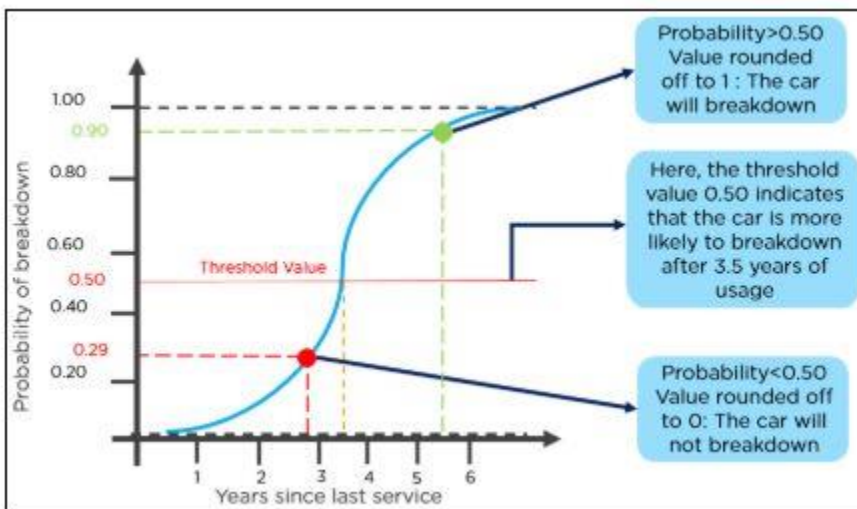 Probability>0.50
Value rounded
off to 1 : The car
will breakdown
1.00
0.90
0.80
Here, the threshold
value 0.50 indicates
that the car is more
likely to breakdown
after 3.5 years of
usage
0.60
Threshold Value
0.50
0.40
0.29
0.20
Probability of breakdown
Probability<0.50
Value rounded off
to 0: The car will
not breakdown
1 2 3 4 5 6
Years since last service